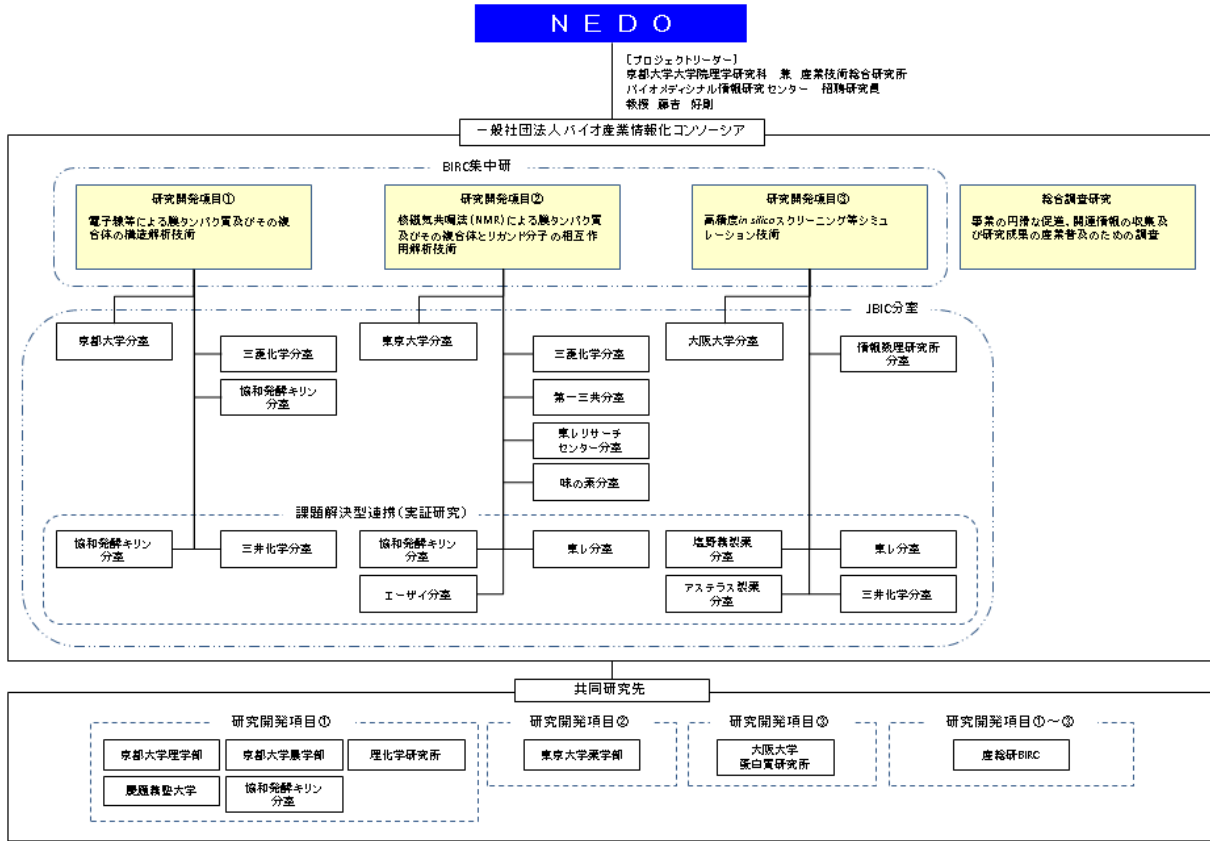 NEDO
[プロジェクトリーダー]
京都大学大学院理学研究科 兼 産業技術総合研究所
バイオメディシナル情報研究センター 招聘研究員
教授 藤吉 好則
一般社団法人バイオ産業情報化コンソーシア
BIRC集中研
研究開発項目①
電子線等による膜タンパク質及びその複
合体の構造解析技術
研究開発項目②
核磁気共鳴法(NMR)による膜タンパク質
及びその複合体とリガンド分子の相互作
用解析技術
研究開発項目③
高精度in silicoスクリーニング等シミュ
レーション技術
総合調査研究
事業の円滑な促進、関連情報の収集及
び研究成果の産業普及のための調査
JBIC分室
京都大学分室
東京大学分室
大阪大学分室
三菱化学分室
三菱化学分室
情報数理研究所
分室
協和発酵キリン
分室
第一三共分室
東レリサーチ
センター分室
味の素分室
課題解決型連携(実証研究)
協和発酵キリン
分室
三井化学分室
協和発酵キリン
分室
東レ分室
塩野義製薬
分室
東レ分室
エーザイ分室
アステラス製薬
分室
三井化学分室
共同研究先
研究開発項目①
研究開発項目②
研究開発項目③
研究開発項目①～③
京都大学理学部
京都大学農学部
理化学研究所
東京大学薬学部
大阪大学
蛋白質研究所
産総研BIRC
慶應義塾大学
協和発酵キリン
分室